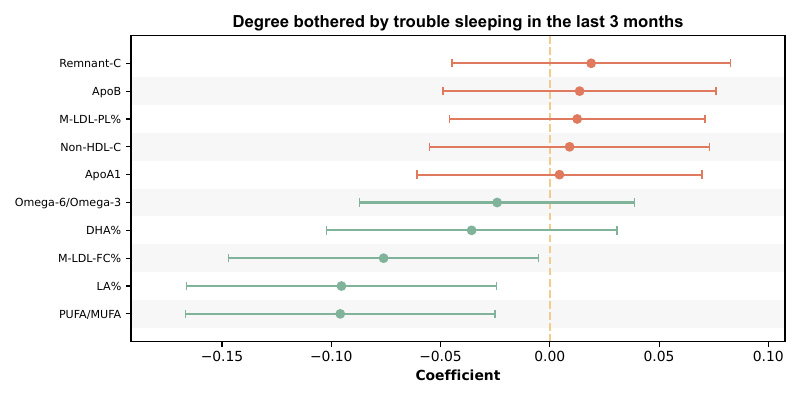 Degree bothered by trouble sleeping in the last 3 months
Remnant-C
ApoB
M-LDL-PL%
Non-HDL-C
ApoA1
Omega-6/Omega-3
DHA%
M-LDL-FC%
LA%
PUFA/MUFA
−0.15 −0.10 −0.05 0.00 0.05 0.10
Coefficient